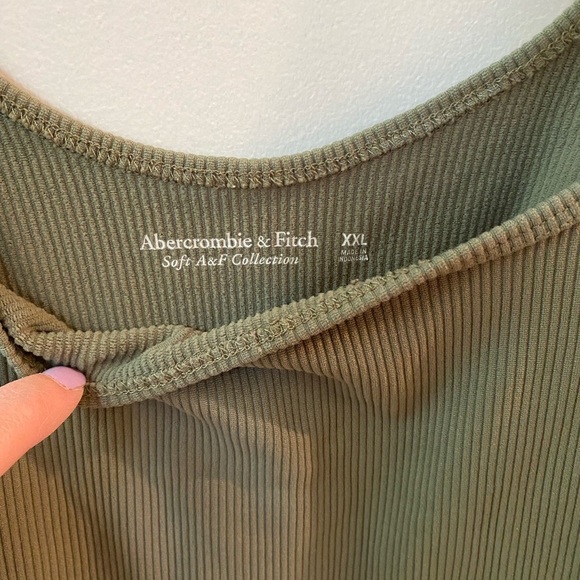 Abercrombie & Fitch XXL
Soft A&F Collection
MADE IN
INDONESIA